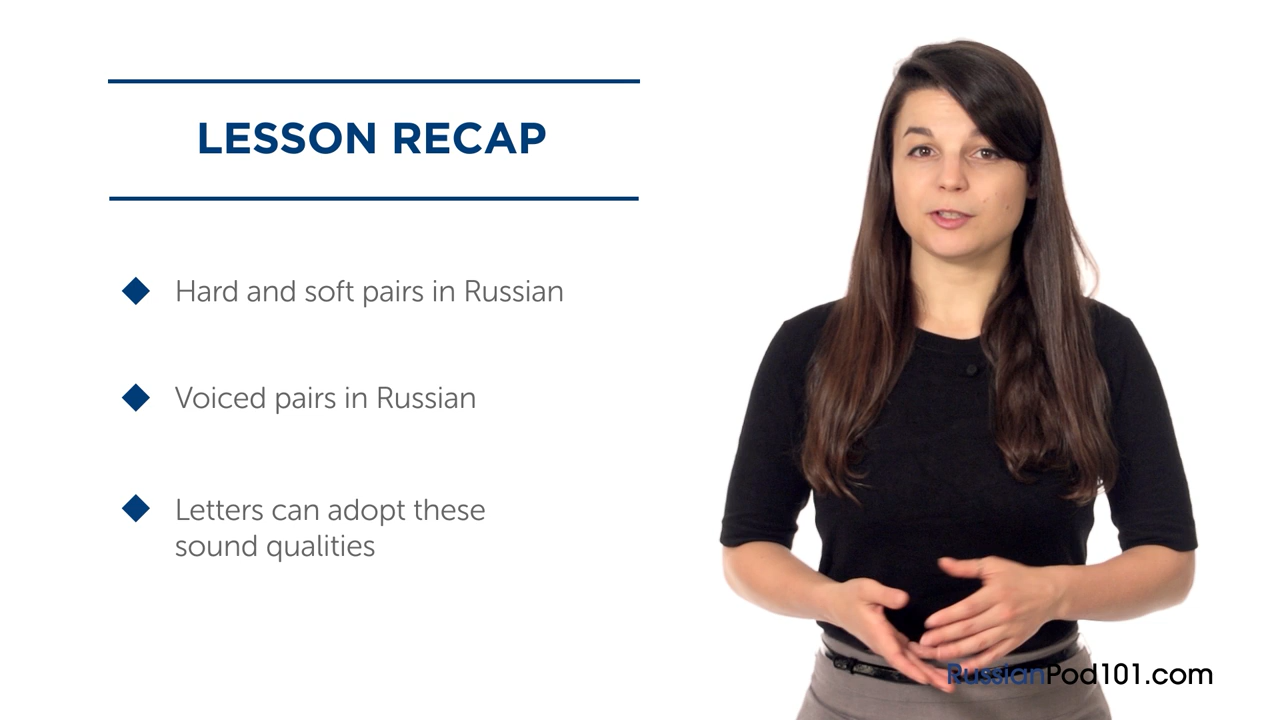 LESSON RECAP
Hard and soft pairs in Russian
Voiced pairs in Russian
Letters can adopt these
sound qualities
RussianPod101.com